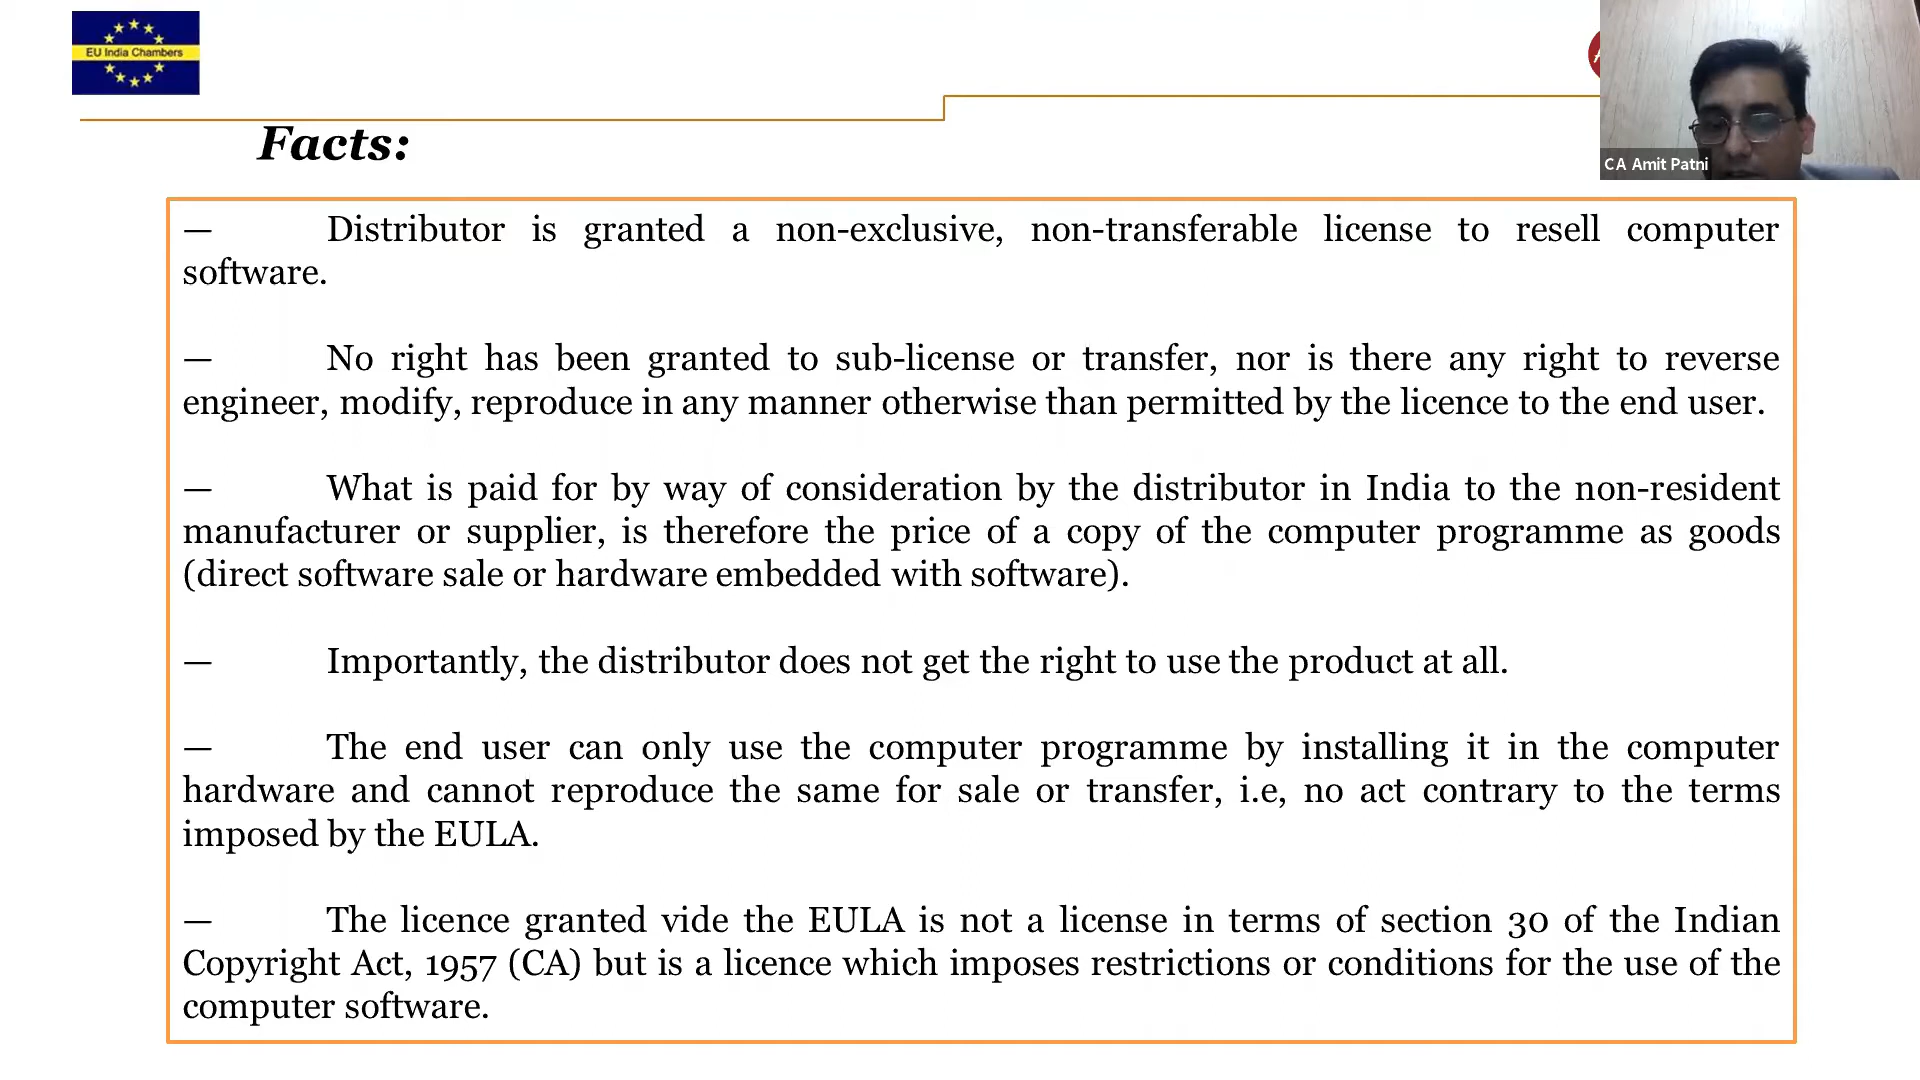 EU India Chambers
CA Amit Patni
Facts:
— Distributor is granted a non-exclusive, non-transferable license to resell computer
software.
— No right has been granted to sub-license or transfer, nor is there any right to reverse
engineer, modify, reproduce in any manner otherwise than permitted by the licence to the end user.
— What is paid for by way of consideration by the distributor in India to the non-resident
manufacturer or supplier, is therefore the price of a copy of the computer programme as goods
(direct software sale or hardware embedded with software).
— Importantly, the distributor does not get the right to use the product at all.
— The end user can only use the computer programme by installing it in the computer
hardware and cannot reproduce the same for sale or transfer, i.e, no act contrary to the terms
imposed by the EULA.
— The licence granted vide the EULA is not a license in terms of section 30 of the Indian
Copyright Act, 1957 (CA) but is a licence which imposes restrictions or conditions for the use of the
computer software.